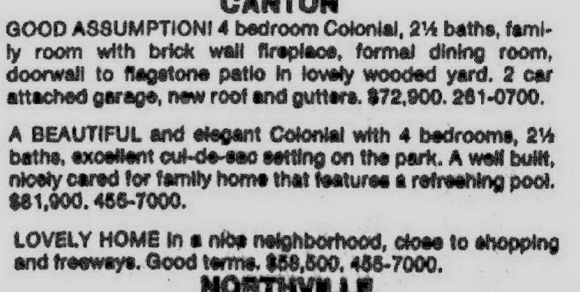 CANTON
GOOD ASSUMPTION! 4 bedroom Colonial, 2½ baths, fami-
ly room with brick wall fireplace, formal dining room,
doorwall to flagstone patio in lovely wooded yard. 2 car
attached garage, new roof and gutters. $72,900. 261-0700.
A BEAUTIFUL and elegant Colonial with 4 bedrooms, 2½
baths, excellent cul-de-sac setting on the park. A well built,
nicely cared for family home that features a refreshing pool.
$81,900. 455-7000.
LOVELY HOME in a nice neighborhood, close to shopping
and freeways. Good terms. $58,500. 455-7000.
NORTHVILLE